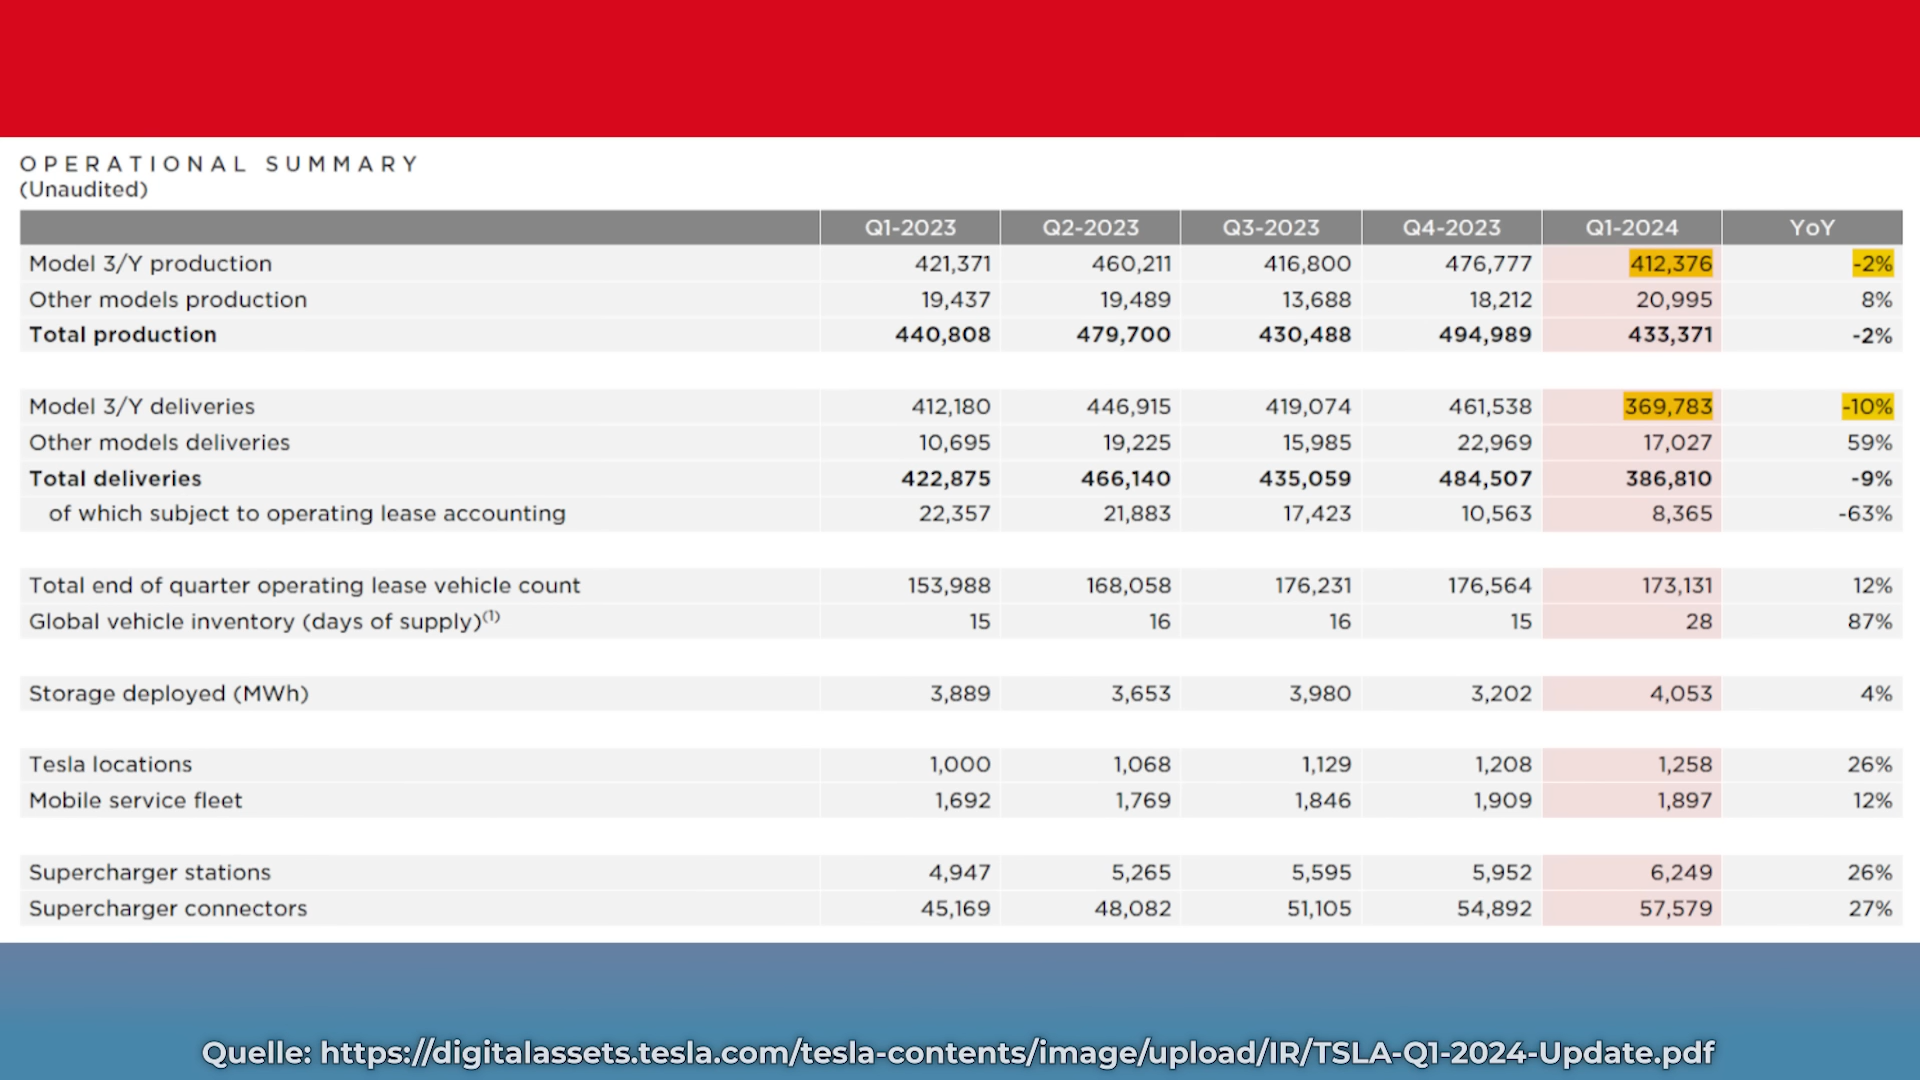 OPERATIONAL SUMMARY
(Unaudited)
Q1-2023 Q2-2023 Q3-2023 Q4-2023 Q1-2024 YoY
Model 3/Y production 421,371 460,211 416,800 476,777 412,376 -2%
Other models production 19,437 19,489 13,688 18,212 20,995 8%
Total production 440,808 479,700 430,488 494,989 433,371 -2%
Model 3/Y deliveries 412,180 446,915 419,074 461,538 369,783 -10%
Other models deliveries 10,695 19,225 15,985 22,969 17,027 59%
Total deliveries 422,875 466,140 435,059 484,507 386,810 -9%
of which subject to operating lease accounting 22,357 21,883 17,423 10,563 8,365 -63%
Total end of quarter operating lease vehicle count 153,988 168,058 176,231 176,564 173,131 12%
Global vehicle inventory (days of supply)(1) 15 16 16 15 28 87%
Storage deployed (MWh) 3,889 3,653 3,980 3,202 4,053 4%
Tesla locations 1,000 1,068 1,129 1,208 1,258 26%
Mobile service fleet 1,692 1,769 1,846 1,909 1,897 12%
Supercharger stations 4,947 5,265 5,595 5,952 6,249 26%
Supercharger connectors 45,169 48,082 51,105 54,892 57,579 27%
Quelle: https://digitalassets.tesla.com/tesla-contents/image/upload/IR/TSLA-Q1-2024-Update.pdf